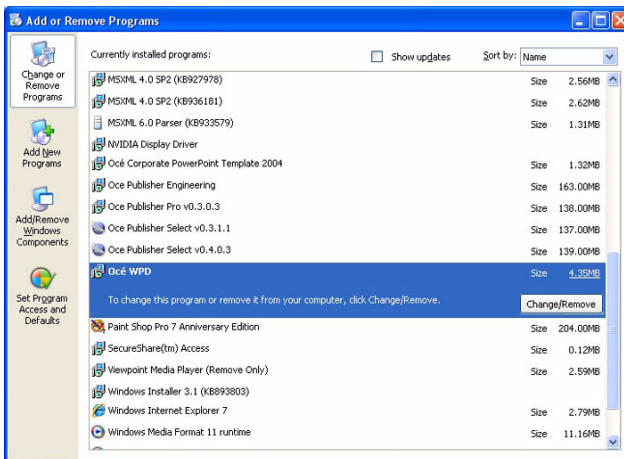 Add or Remove Programs
Change or
Remove
Programs
Add New
Programs
Add/Remove
Windows
Components
Set Program
Access and
Defaults
Currently installed programs: Show updates Sort by: Name
MSXML 4.0 SP2 (KB927978) Size 2.56MB
MSXML 4.0 SP2 (KB936181) Size 2.62MB
MSXML 6.0 Parser (KB933579) Size 1.31MB
NVIDIA Display Driver
Océ Corporate PowerPoint Template 2004 Size 1.32MB
Oce Publisher Engineering Size 163.00MB
Oce Publisher Pro v0.3.0.3 Size 138.00MB
Oce Publisher Select v0.3.1.1 Size 137.00MB
Oce Publisher Select v0.4.0.3 Size 139.00MB
Océ WPD Size 4.35MB
To change this program or remove it from your computer, click Change/Remove. Change/Remove
Paint Shop Pro 7 Anniversary Edition Size 204.00MB
SecureShare(tm) Access Size 0.12MB
Viewpoint Media Player (Remove Only) Size 2.59MB
Windows Installer 3.1 (KB893803)
Windows Internet Explorer 7 Size 2.79MB
Windows Media Format 11 runtime Size 11.16MB